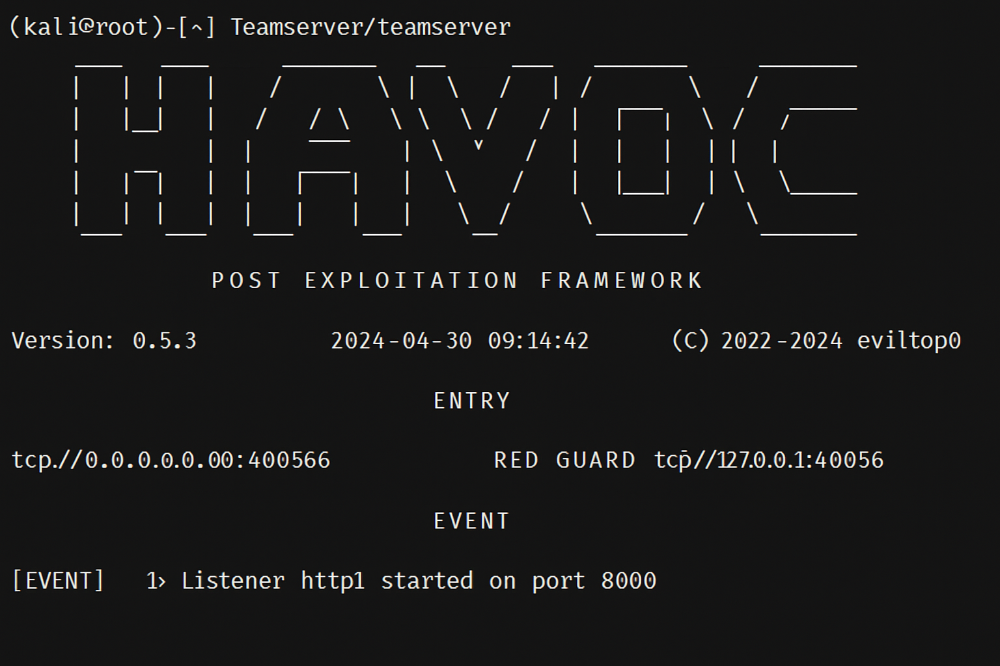 (kali@root)-[^] Teamserver/teamserver
HAVOC
POST EXPLOITATION FRAMEWORK
Version: 0.5.3 2024-04-30 09:14:42 (C) 2022-2024 eviltop0
ENTRY
tcp.//0.0.0.0.0.00:400566 RED GUARD tcp̄//127.0.0.1:40056
EVENT
[EVENT] 1> Listener http1 started on port 8000